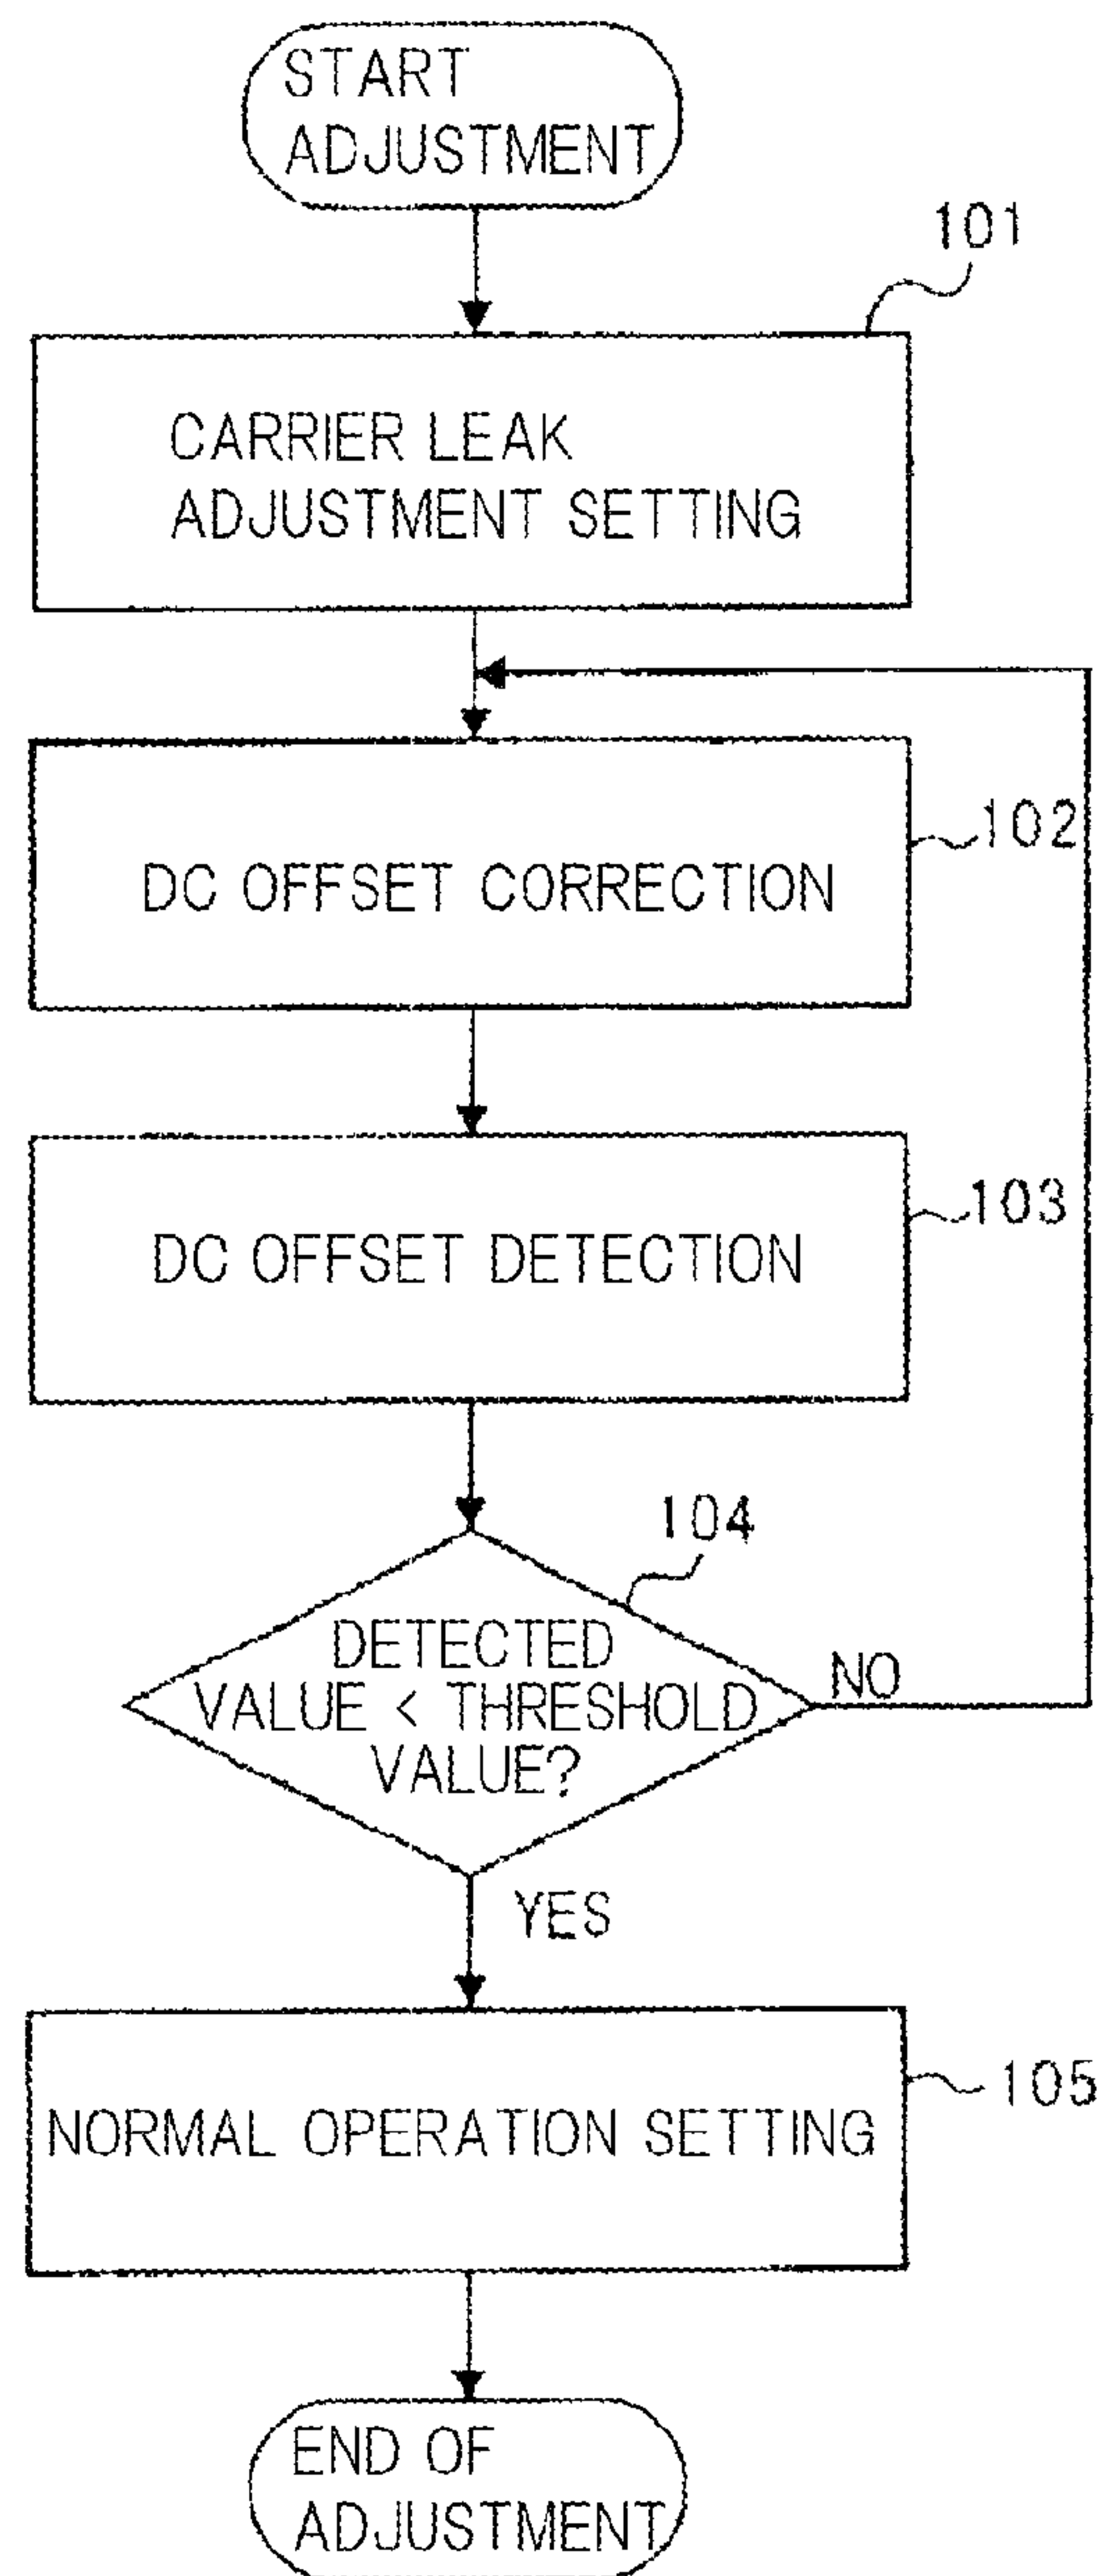 START
ADJUSTMENT
101
CARRIER LEAK
ADJUSTMENT SETTING
102
DC OFFSET CORRECTION
103
DC OFFSET DETECTION
104
DETECTED
VALUE < THRESHOLD
VALUE?
NO
YES
105
NORMAL OPERATION SETTING
END OF
ADJUSTMENT